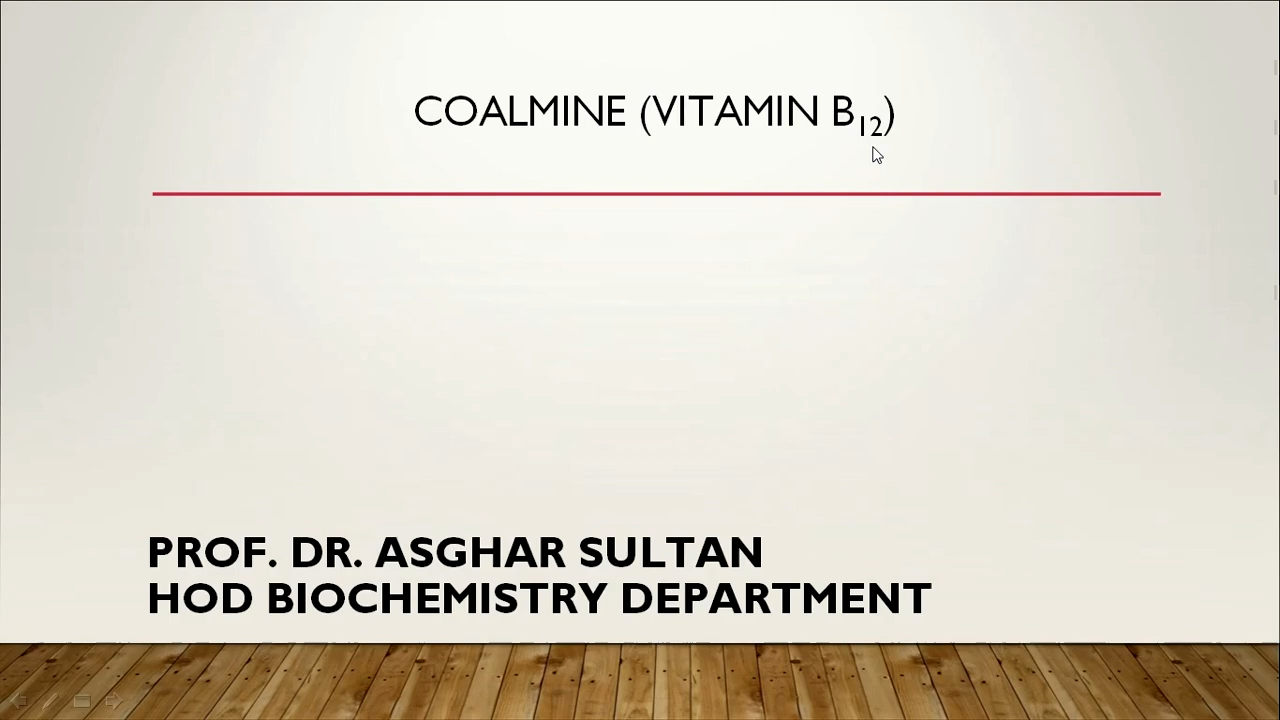 COALMINE (VITAMIN B₁₂)
PROF. DR. ASGHAR SULTAN
HOD BIOCHEMISTRY DEPARTMENT